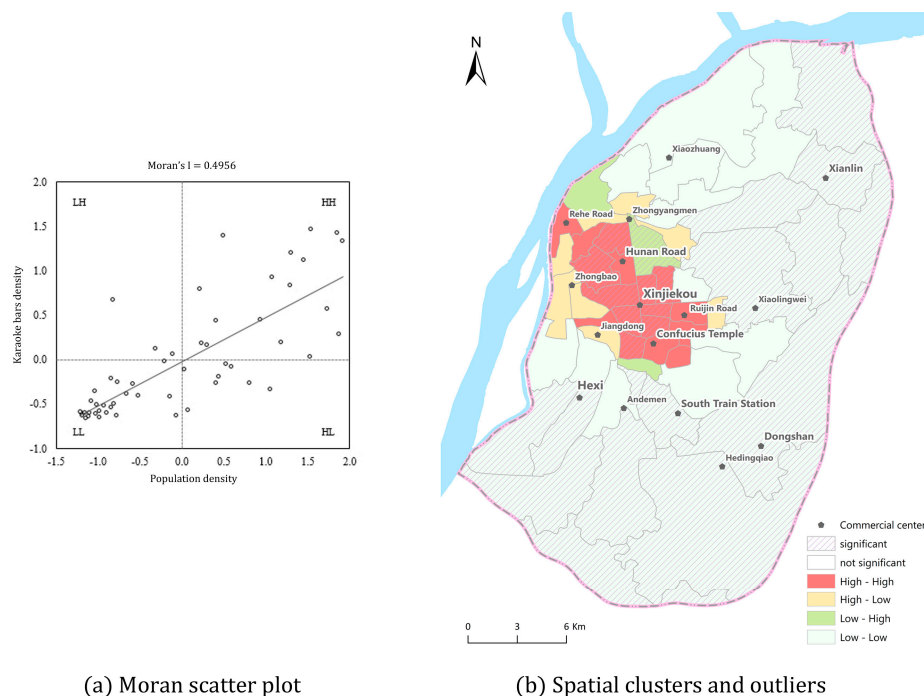 Moran's I = 0.4956
2.0
1.5
1.0
0.5
0.0
-0.5
-1.0
-1.5
-1.0
-0.5
0.0
0.5
1.0
1.5
2.0
LH
HH
LL
HL
Karaoke bars density
Population density
(a) Moran scatter plot
N
Xiaozhuang
Xianlin
Rehe Road
Zhongyangmen
Hunan Road
Zhongbao
Xinjiekou
Xiaolingwei
Ruijin Road
Jiangdong
Confucius Temple
Hexi
Andemen
South Train Station
Dongshan
Hedingqiao
Commercial center
significant
not significant
High - High
High - Low
Low - High
Low - Low
0 3 6 Km
(b) Spatial clusters and outliers